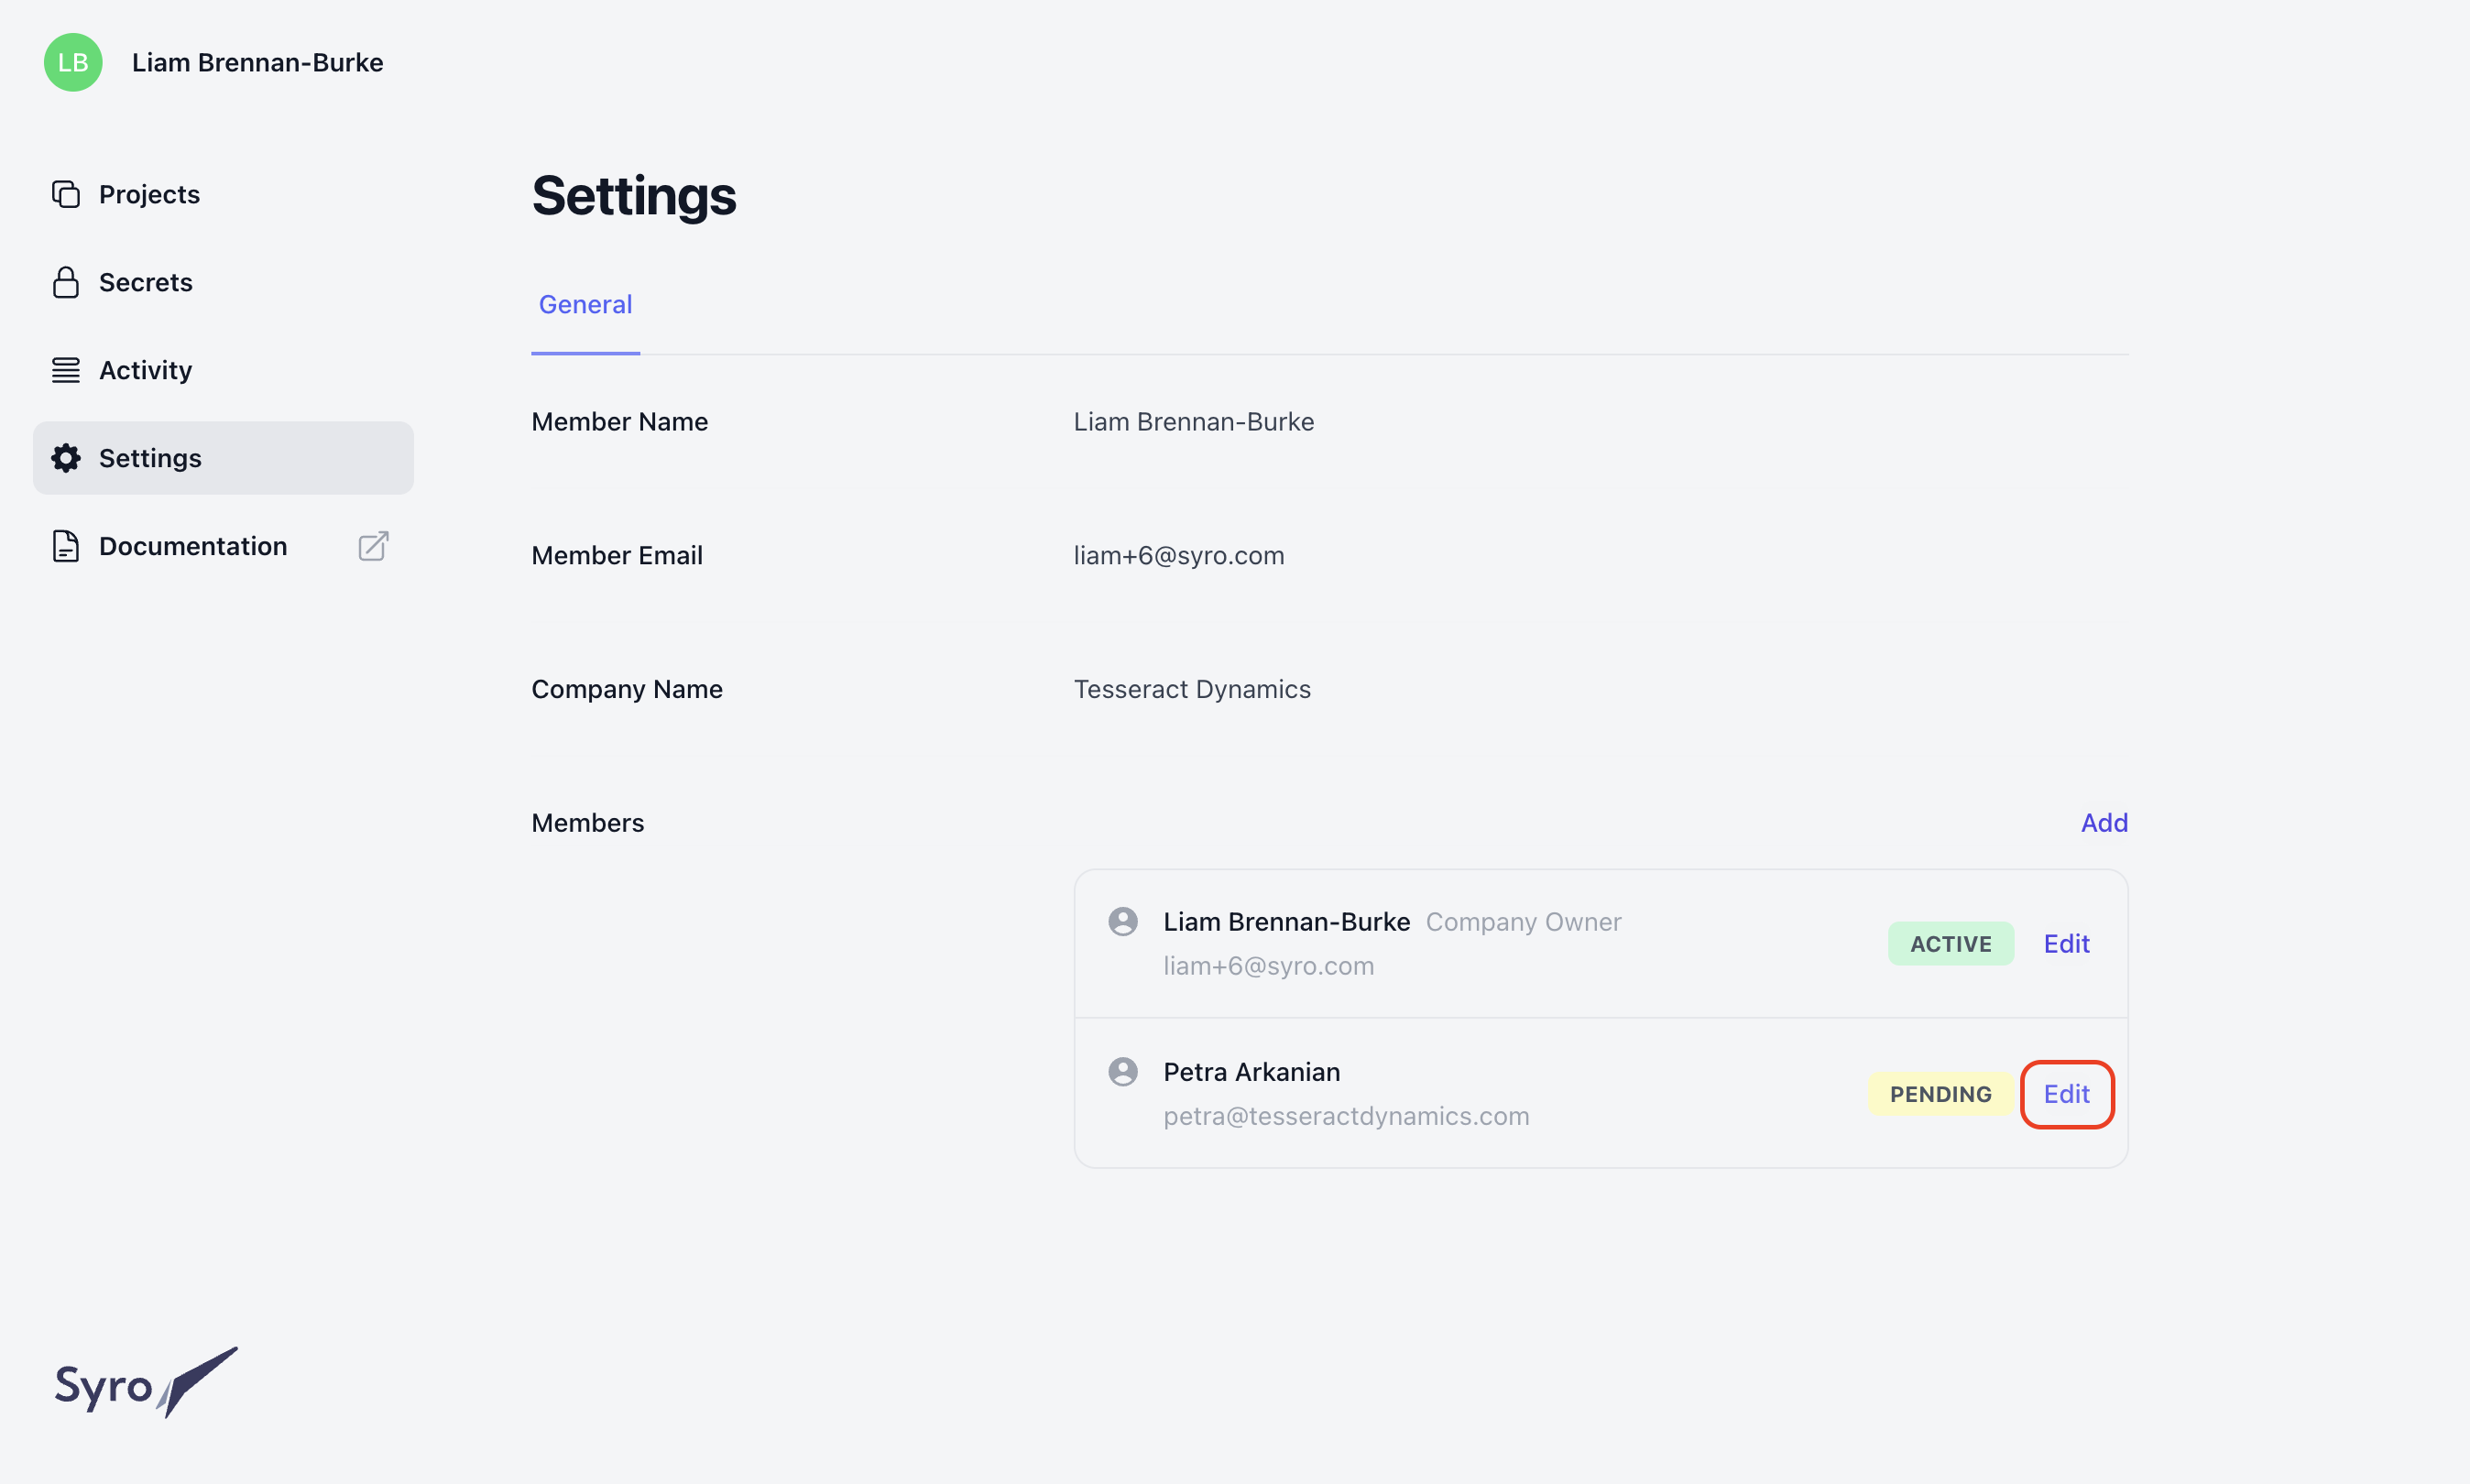 LB Liam Brennan-Burke
Projects
Secrets
Activity
Settings
Documentation
Settings
General
Member Name Liam Brennan-Burke
Member Email liam+6@syro.com
Company Name Tesseract Dynamics
Members Add
Liam Brennan-Burke Company Owner
liam+6@syro.com
ACTIVE Edit
Petra Arkanian
petra@tesseractdynamics.com
PENDING Edit
Syro